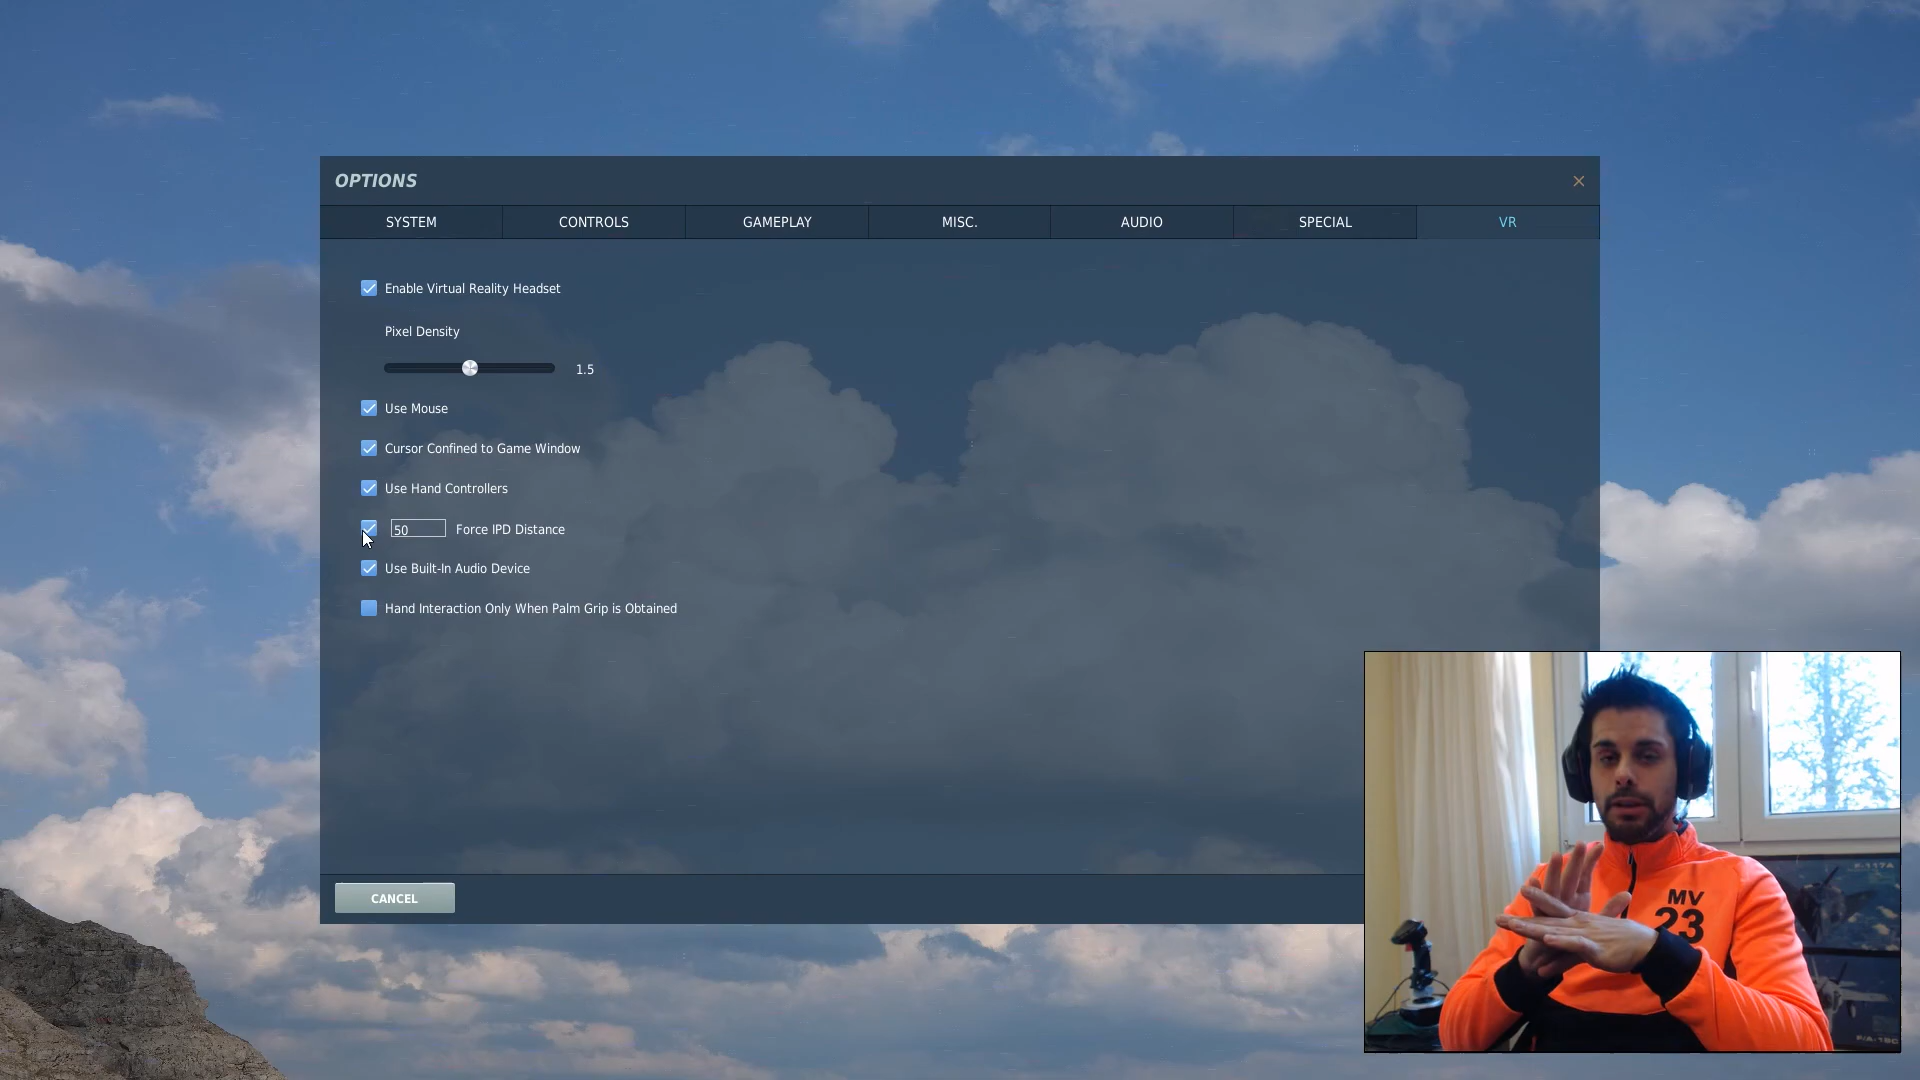 OPTIONS
SYSTEM CONTROLS GAMEPLAY MISC. AUDIO SPECIAL VR
Enable Virtual Reality Headset
Pixel Density
1.5
Use Mouse
Cursor Confined to Game Window
Use Hand Controllers
50 Force IPD Distance
Use Built-In Audio Device
Hand Interaction Only When Palm Grip is Obtained
CANCEL
MV
23
F-117A
F/A-18C